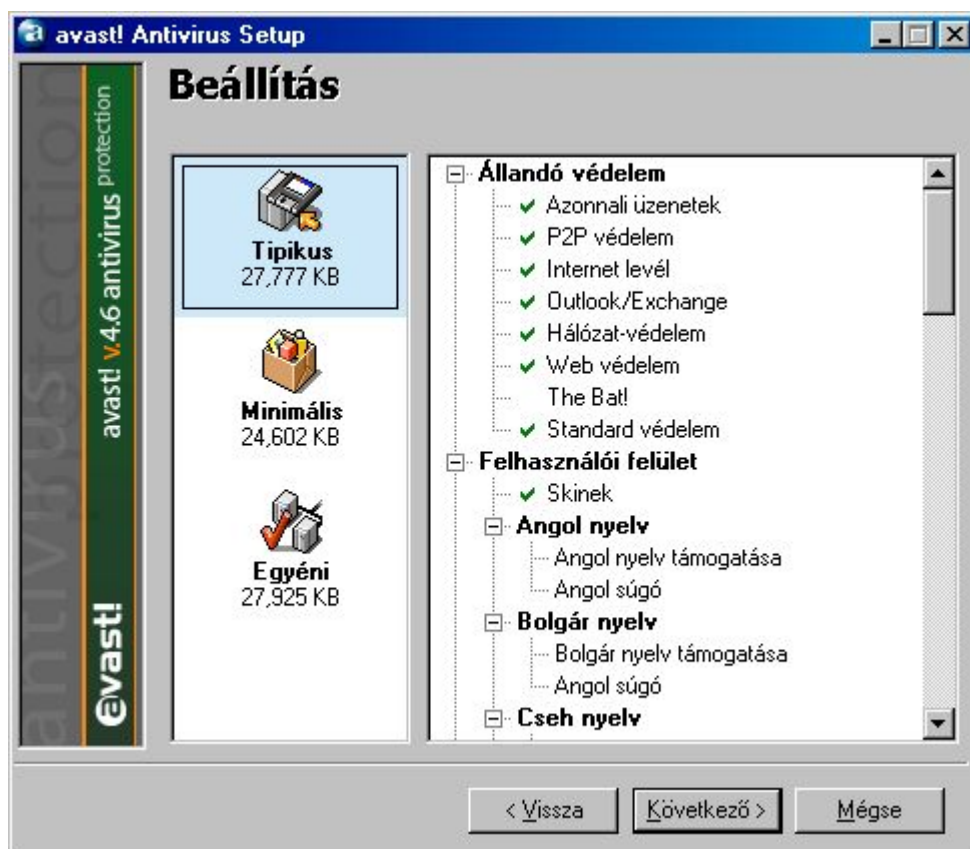 avast! Antivirus Setup
antivirus protection
avast! avast! v.4.6 antivirus protection
Beállítás
Tipikus
27,777 KB
Minimális
24,602 KB
Egyéni
27,925 KB
Állandó védelem
Azonnali üzenetek
P2P védelem
Internet levél
Outlook/Exchange
Hálózat-védelem
Web védelem
The Bat!
Standard védelem
Felhasználói felület
Skinek
Angol nyelv
Angol nyelv támogatása
Angol súgó
Bolgár nyelv
Bolgár nyelv támogatása
Angol súgó
Cseh nyelv
< Vissza
Következő >
Mégse